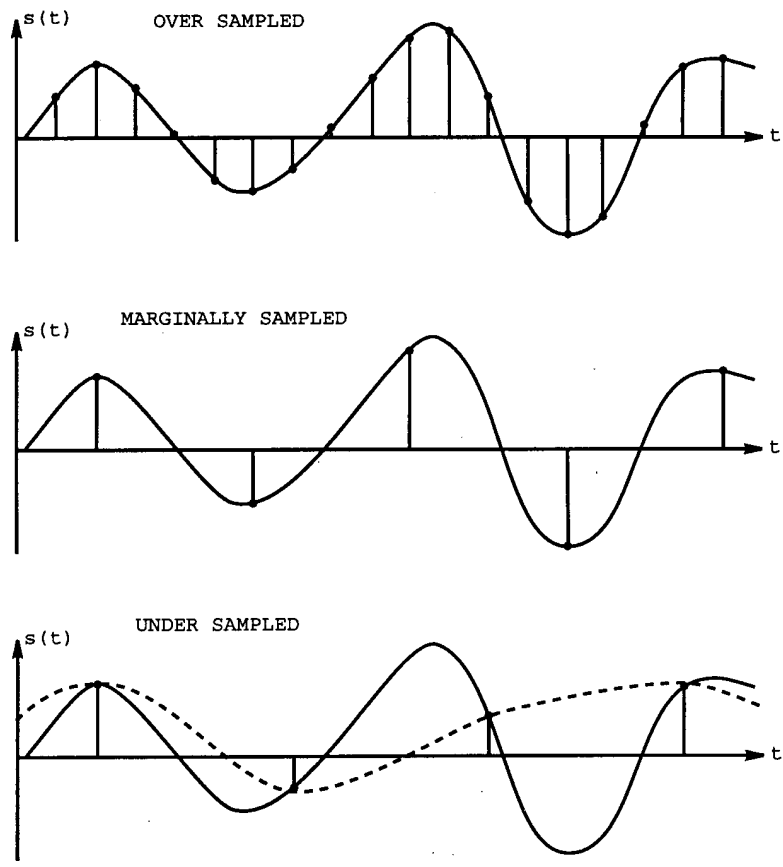 s(t)
OVER SAMPLED
t
s(t)
MARGINALLY SAMPLED
t
s(t)
UNDER SAMPLED
t